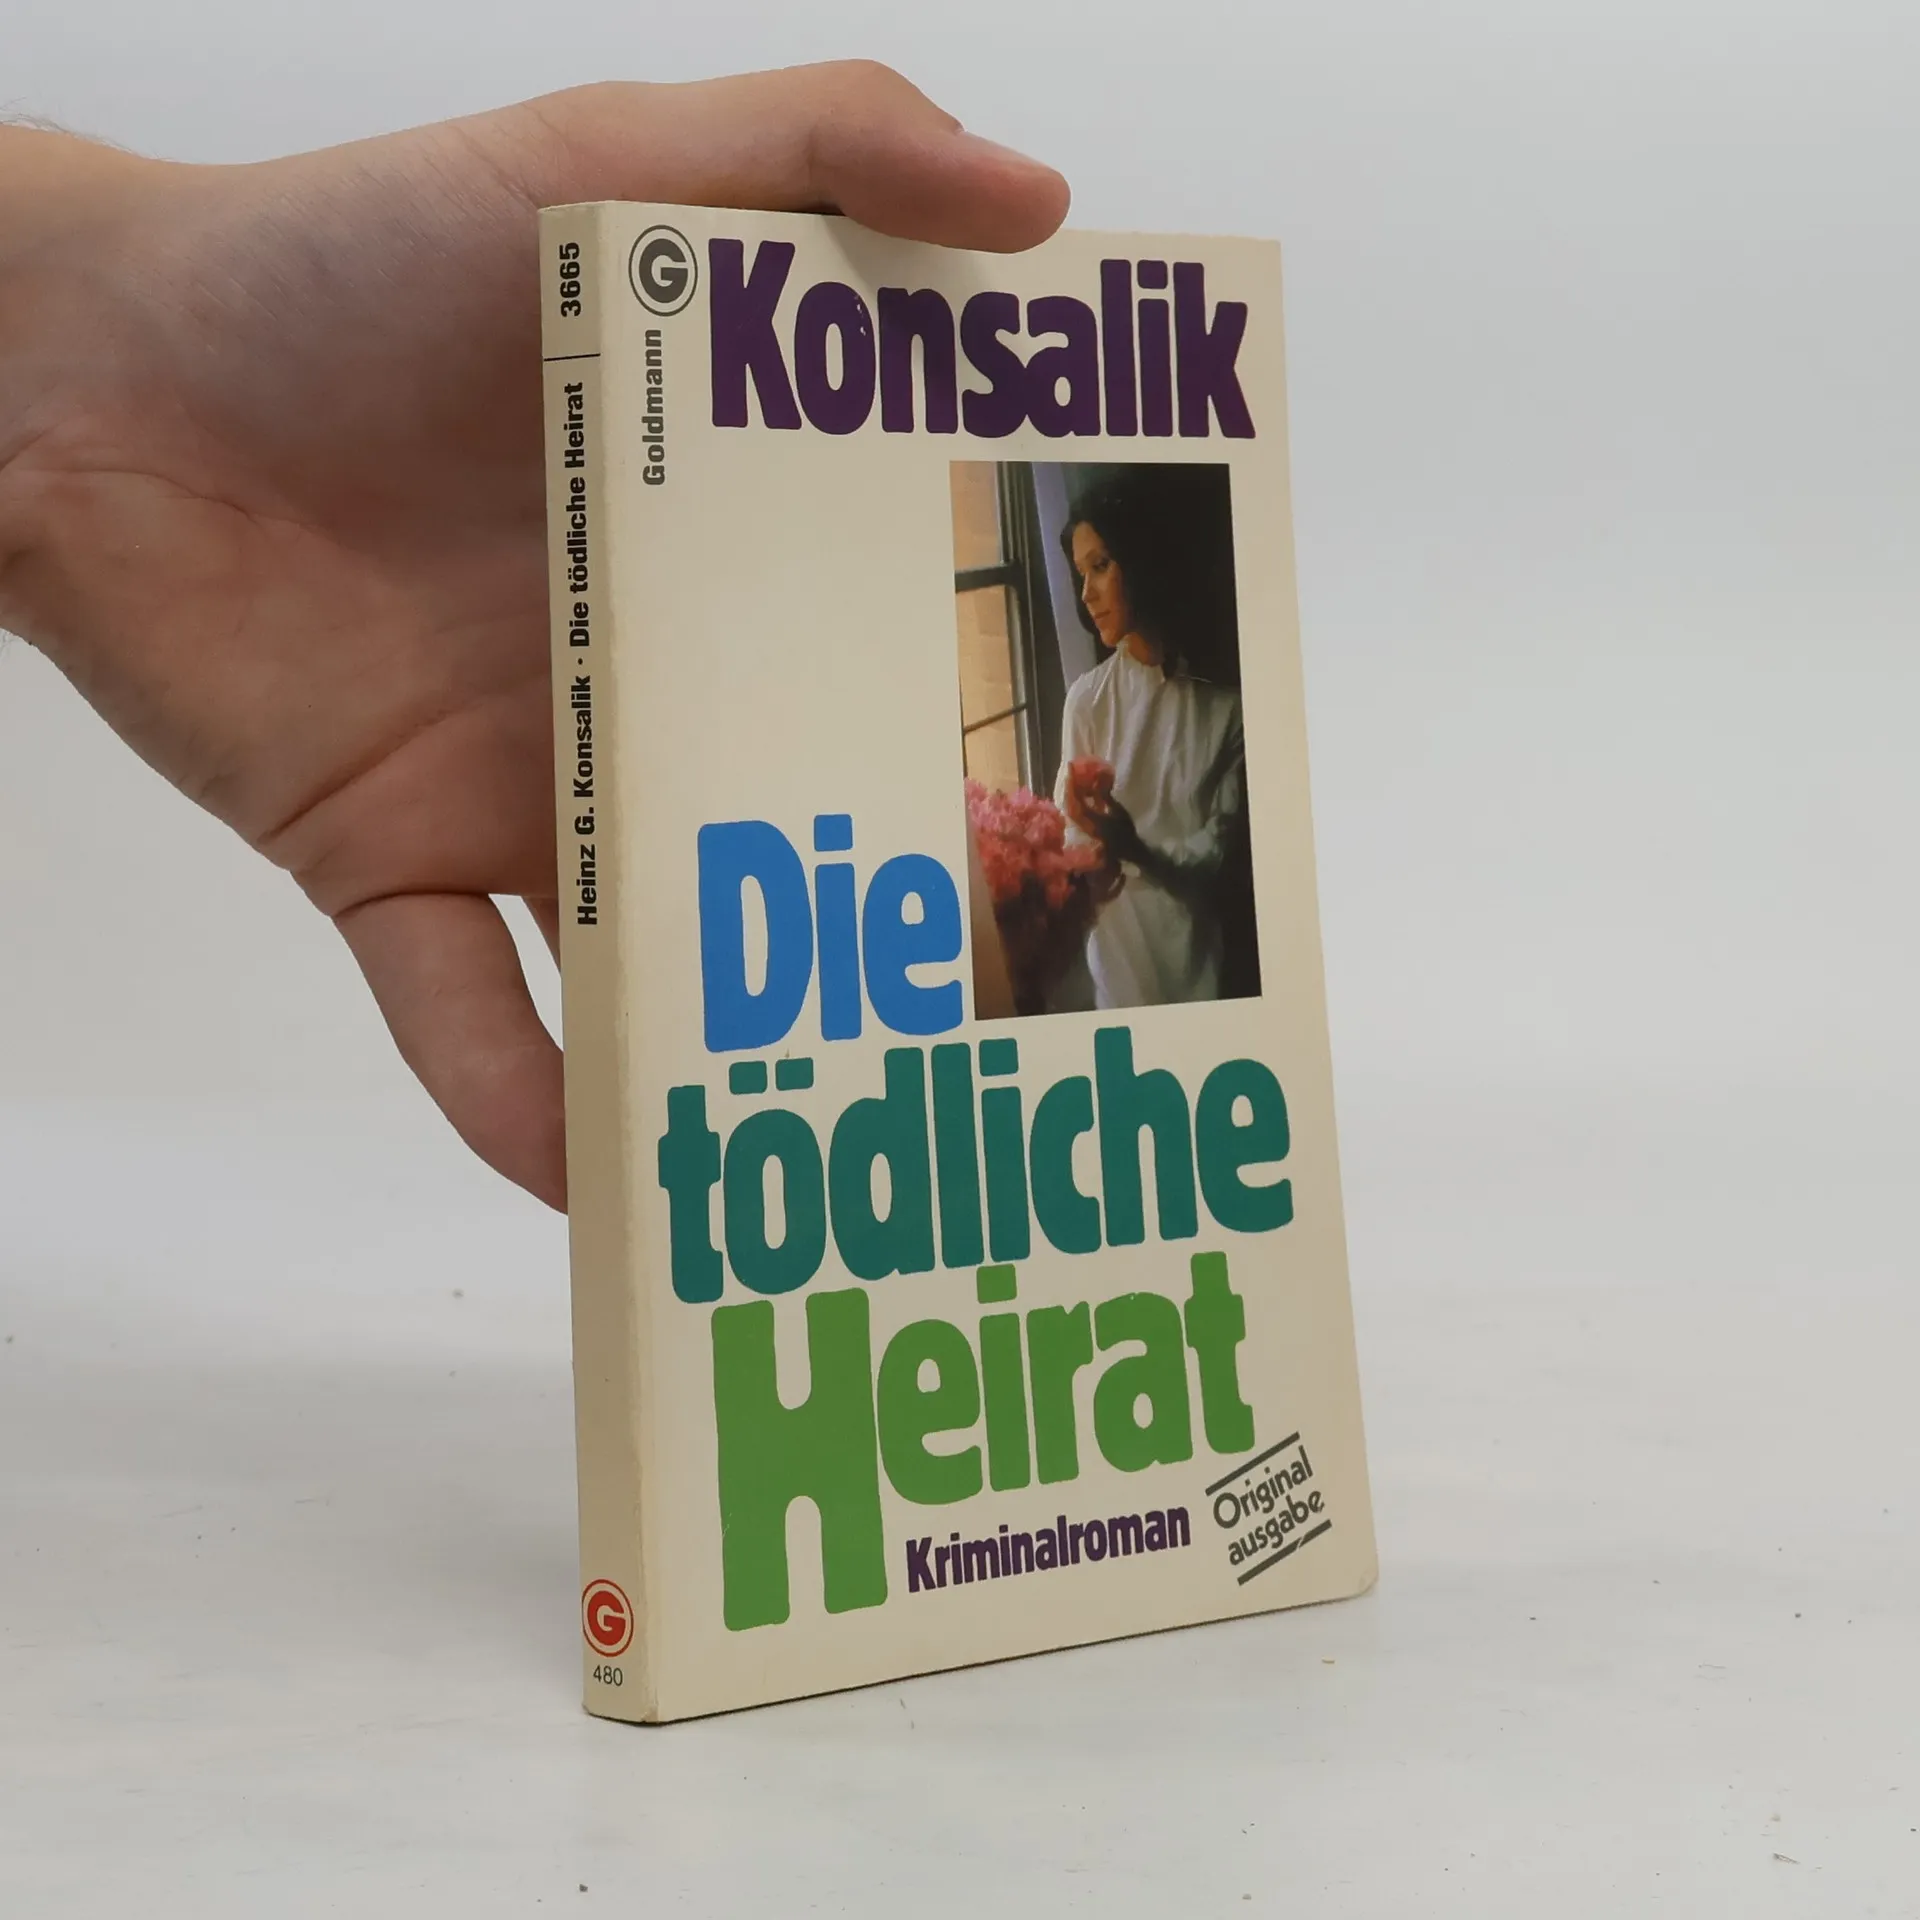 3665
Heinz G. Konsalik · Die tödliche Heirat
G
480
G
Goldmann
Konsalik
Die
tödliche
Heirat
Kriminalroman
Original
ausgabe